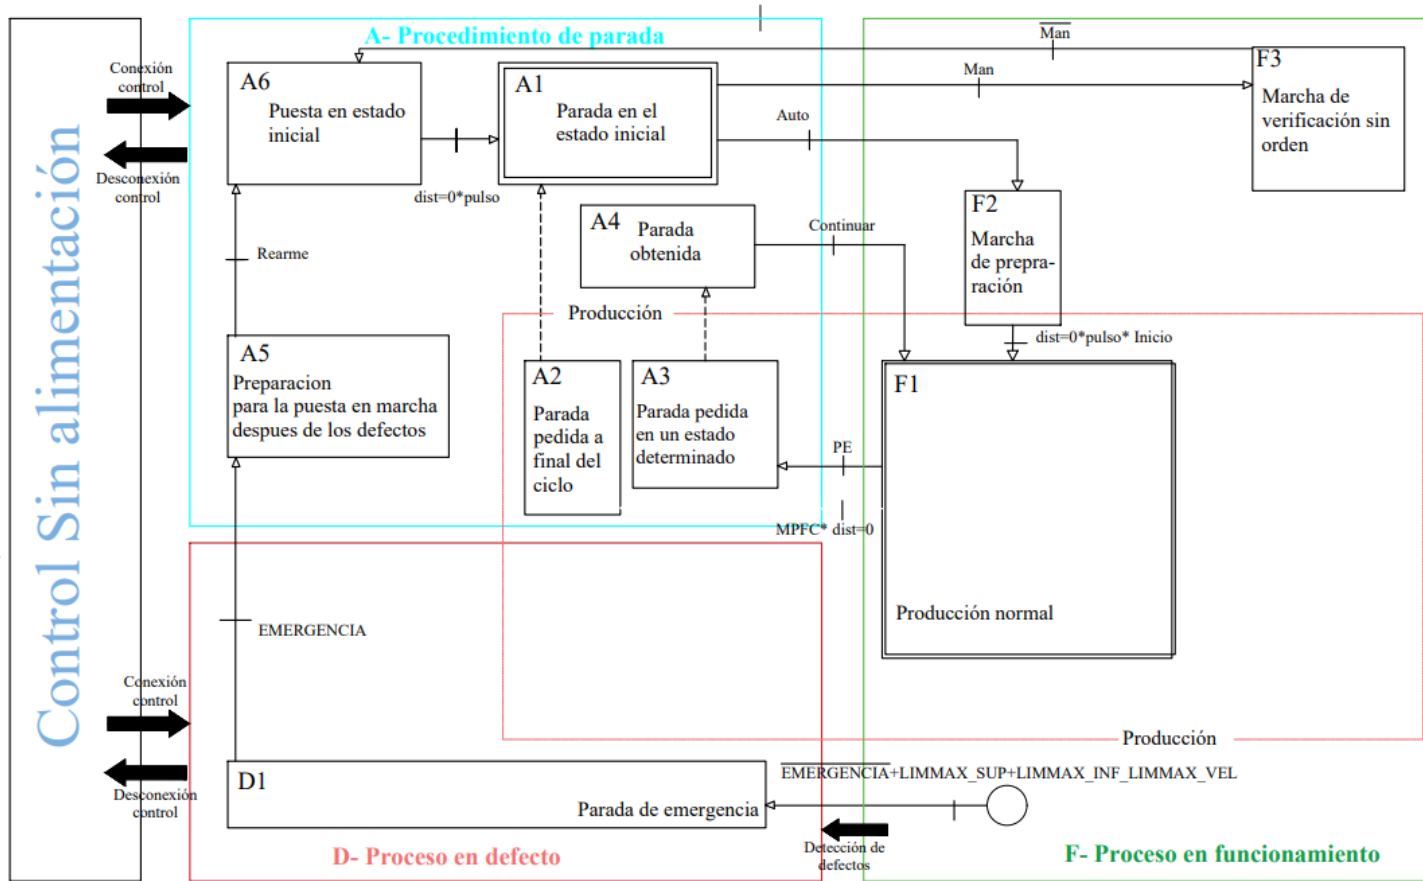 Control Sin alimentación
Conexión
control
Desconexión
control
Conexión
control
Desconexión
control
A- Procedimiento de parada
A6
Puesta en estado
inicial
dist=0*pulso
A1
Parada en el
estado inicial
Man
Man
Auto
F3
Marcha de
verificación sin
orden
F2
Marcha
de prepra-
ración
A4
Parada
obtenida
Continuar
Rearme
Producción
dist=0*pulso* Inicio
A5
Preparacion
para la puesta en marcha
despues de los defectos
A2
Parada
pedida a
final del
ciclo
A3
Parada pedida
en un estado
determinado
PE
MPFC* dist=0
F1
Producción normal
EMERGENCIA
Producción
D1
Parada de emergencia
EMERGENCIA+LIMMAX_SUP+LIMMAX_INF_LIMMAX_VEL
Detección de
defectos
D- Proceso en defecto
F- Proceso en funcionamiento